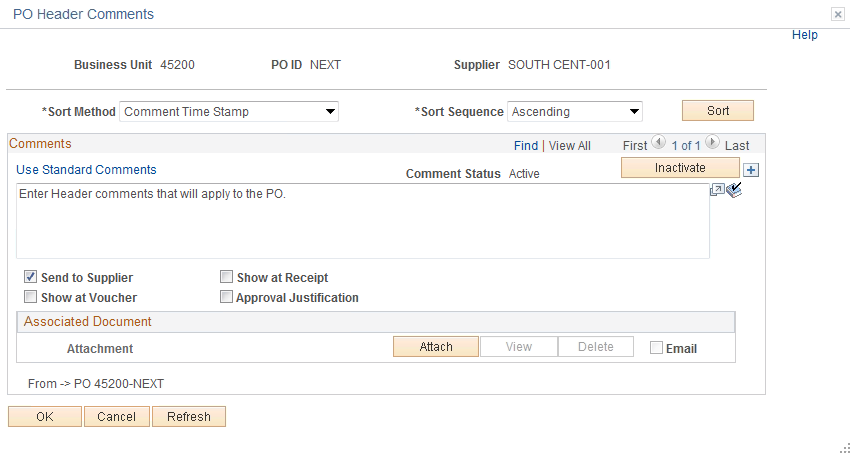 PO Header Comments
Help
Business Unit 45200 PO ID NEXT Supplier SOUTH CENT-001
*Sort Method Comment Time Stamp *Sort Sequence Ascending Sort
Comments Find | View All First 1 of 1 Last
Use Standard Comments Comment Status Active Inactivate
Enter Header comments that will apply to the PO.
Send to Supplier Show at Receipt
Show at Voucher Approval Justification
Associated Document
Attachment Attach View Delete Email
From -> PO 45200-NEXT
OK Cancel Refresh